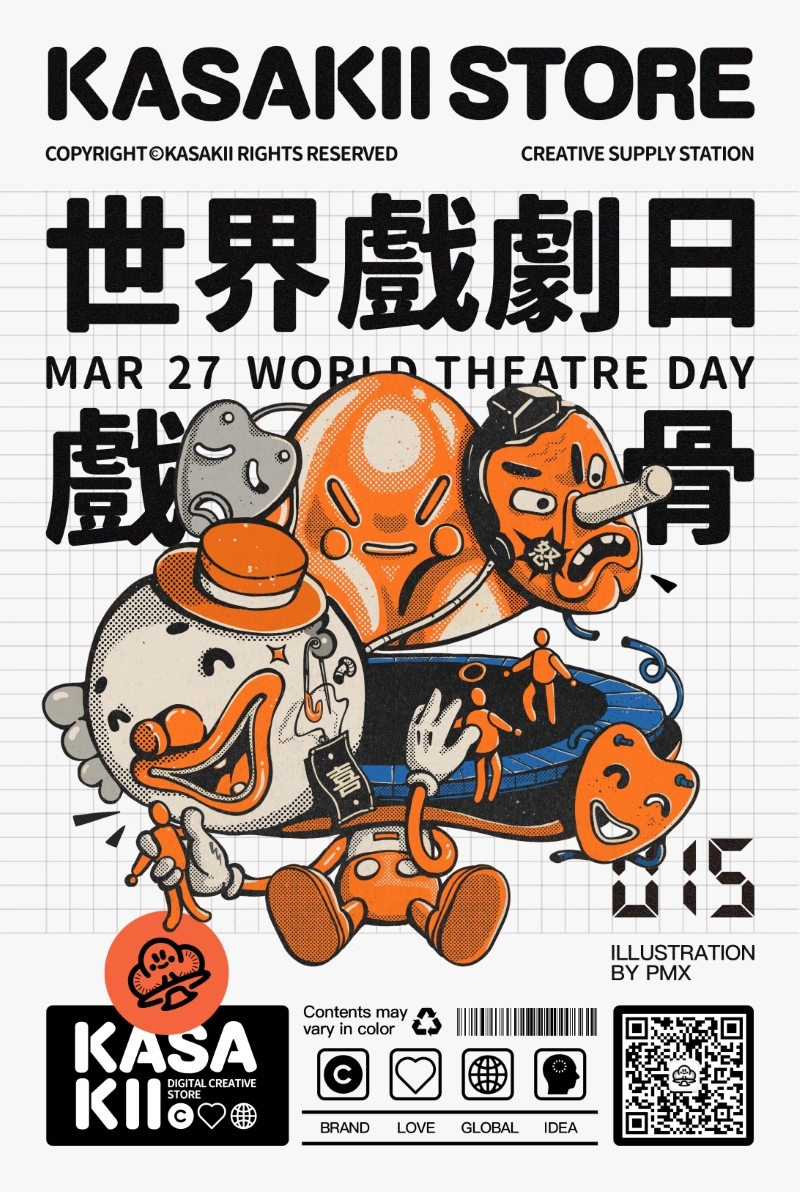 KASAKII STORE
COPYRIGHT©KASAKII RIGHTS RESERVED
CREATIVE SUPPLY STATION
世界戲劇日
MAR 27 WORLD THEATRE DAY
戲 骨
怒
喜
015
ILLUSTRATION
BY PMX
KASA
KII
DIGITAL CREATIVE
STORE
Contents may
vary in color
BRAND LOVE GLOBAL IDEA